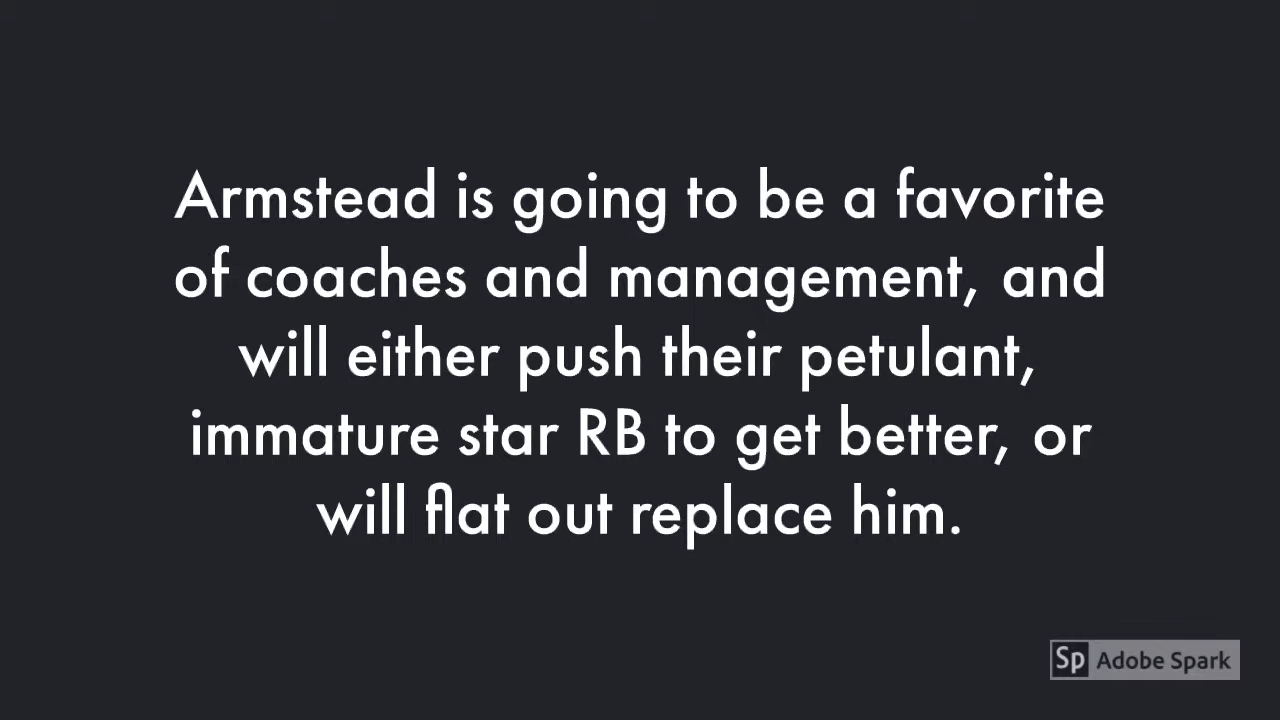 Armstead is going to be a favorite
of coaches and management, and
will either push their petulant,
immature star RB to get better, or
will flat out replace him.
Sp Adobe Spark